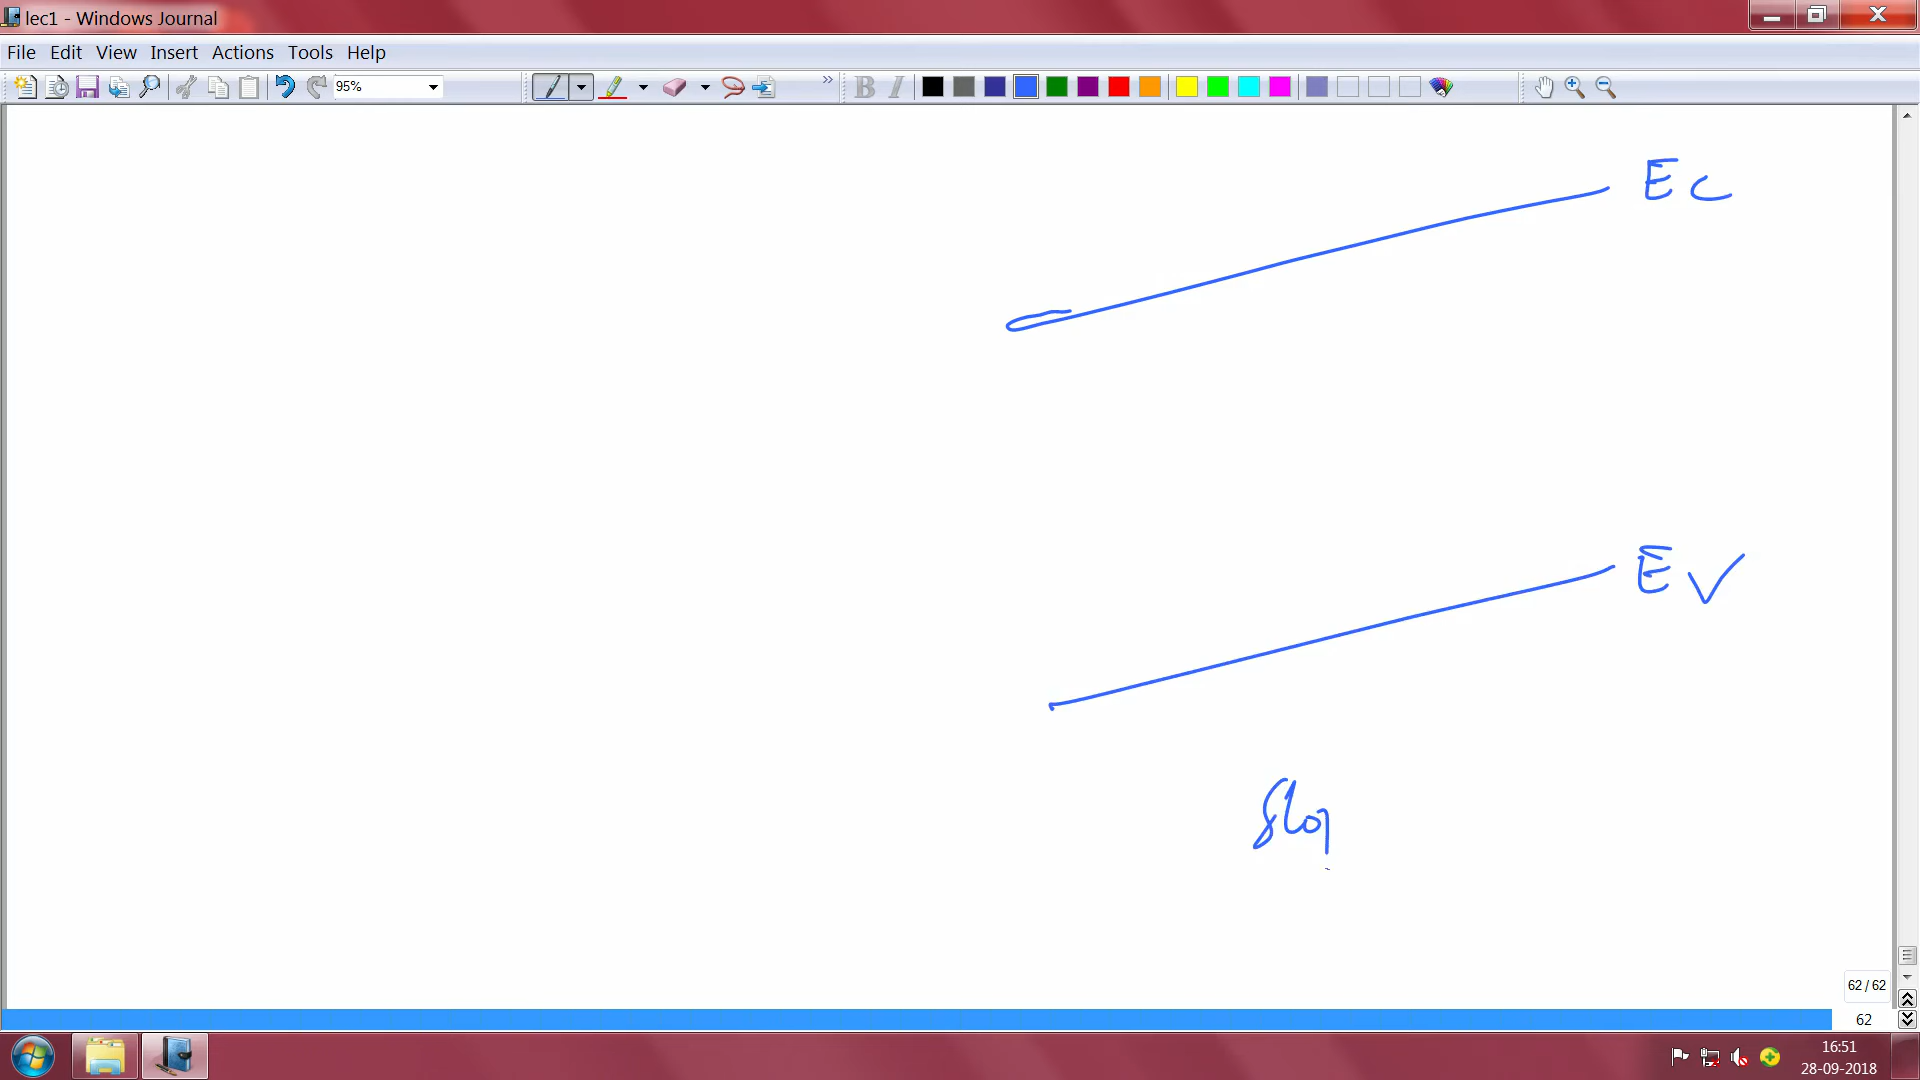 lec1 - Windows Journal
File Edit View Insert Actions Tools Help
95%
B I
EC
EV
Slop
62 / 62
62
16:51
28-09-2018